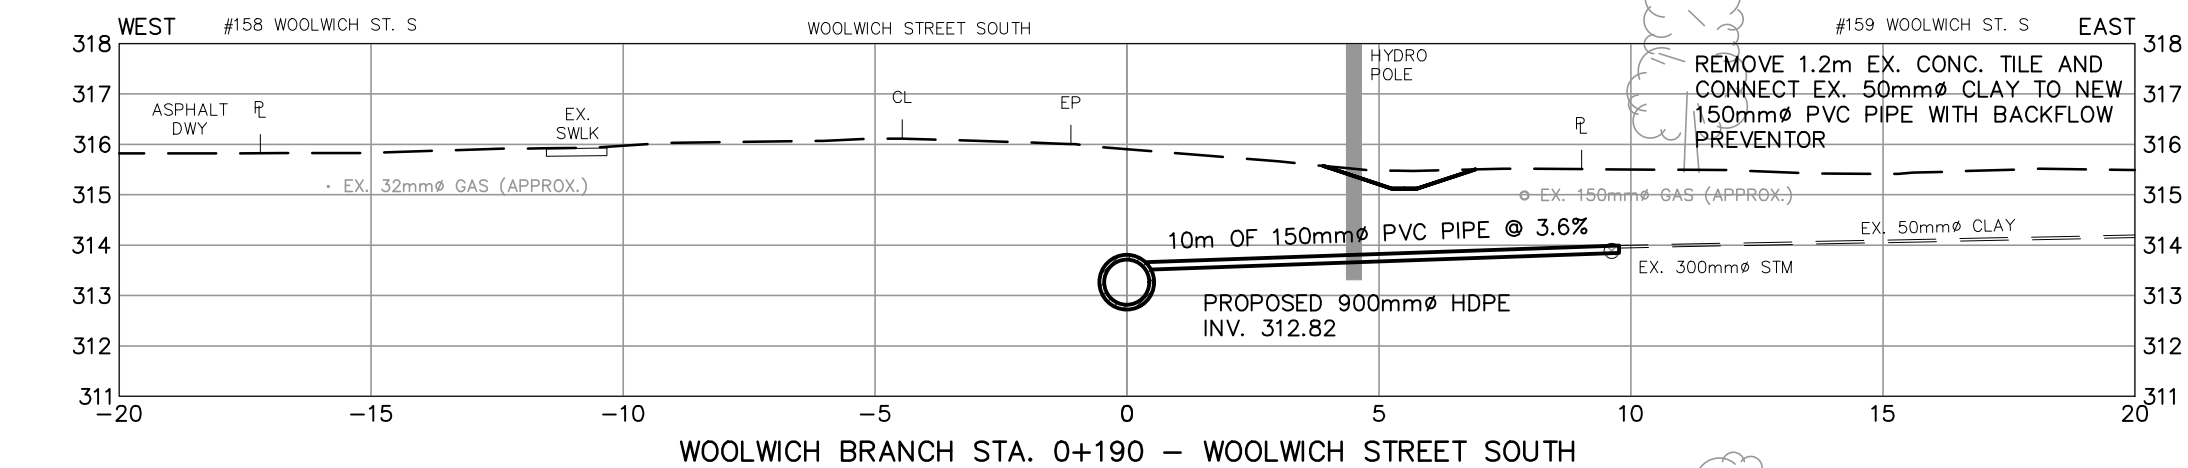 WEST
#158 WOOLWICH ST. S
WOOLWICH STREET SOUTH
#159 WOOLWICH ST. S
EAST
318
318
HYDRO
POLE
REMOVE 1.2m EX. CONC. TILE AND
CONNECT EX. 50mmø CLAY TO NEW
150mmø PVC PIPE WITH BACKFLOW
PREVENTOR
317
317
ASPHALT
DWY
PL
EX.
SWLK
CL
EP
PL
316
316
EX. 32mmø GAS (APPROX.)
315
EX. 150mmø GAS (APPROX.)
315
10m OF 150mmø PVC PIPE @ 3.6%
EX. 50mmø CLAY
314
314
EX. 300mmø STM
313
PROPOSED 900mmø HDPE
INV. 312.82
313
312
312
311
311
-20
-15
-10
-5
0
5
10
15
20
WOOLWICH BRANCH STA. 0+190 - WOOLWICH STREET SOUTH